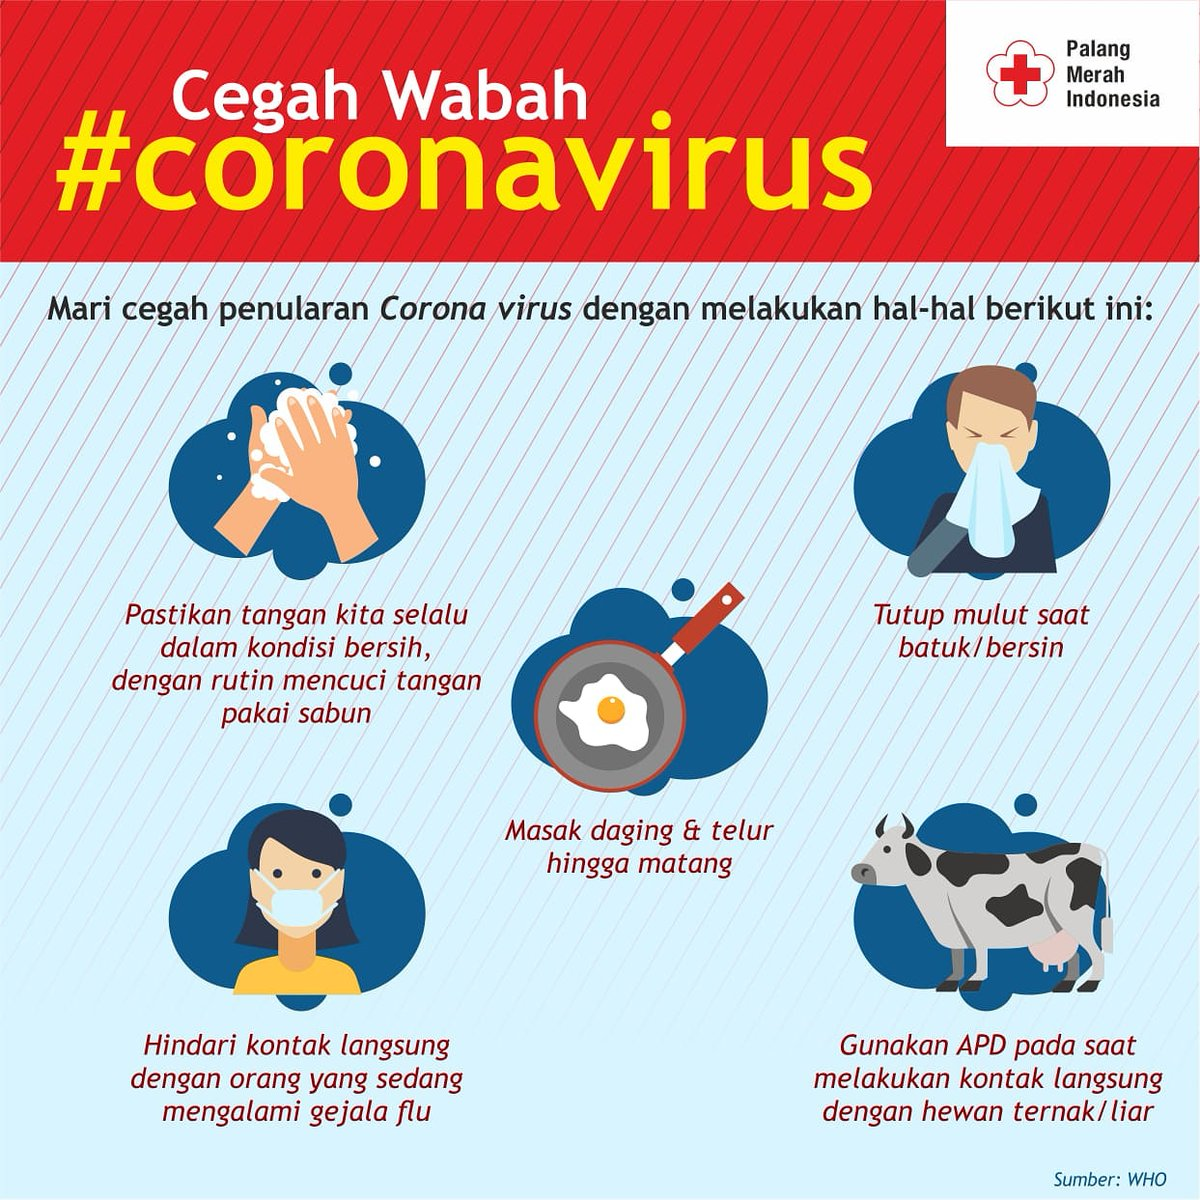 Cegah Wabah
#coronavirus
Palang
Merah
Indonesia
Mari cegah penularan Corona virus dengan melakukan hal-hal berikut ini:
Pastikan tangan kita selalu
dalam kondisi bersih,
dengan rutin mencuci tangan
pakai sabun
Tutup mulut saat
batuk/bersin
Masak daging & telur
hingga matang
Hindari kontak langsung
dengan orang yang sedang
mengalami gejala flu
Gunakan APD pada saat
melakukan kontak langsung
dengan hewan ternak/liar
Sumber: WHO